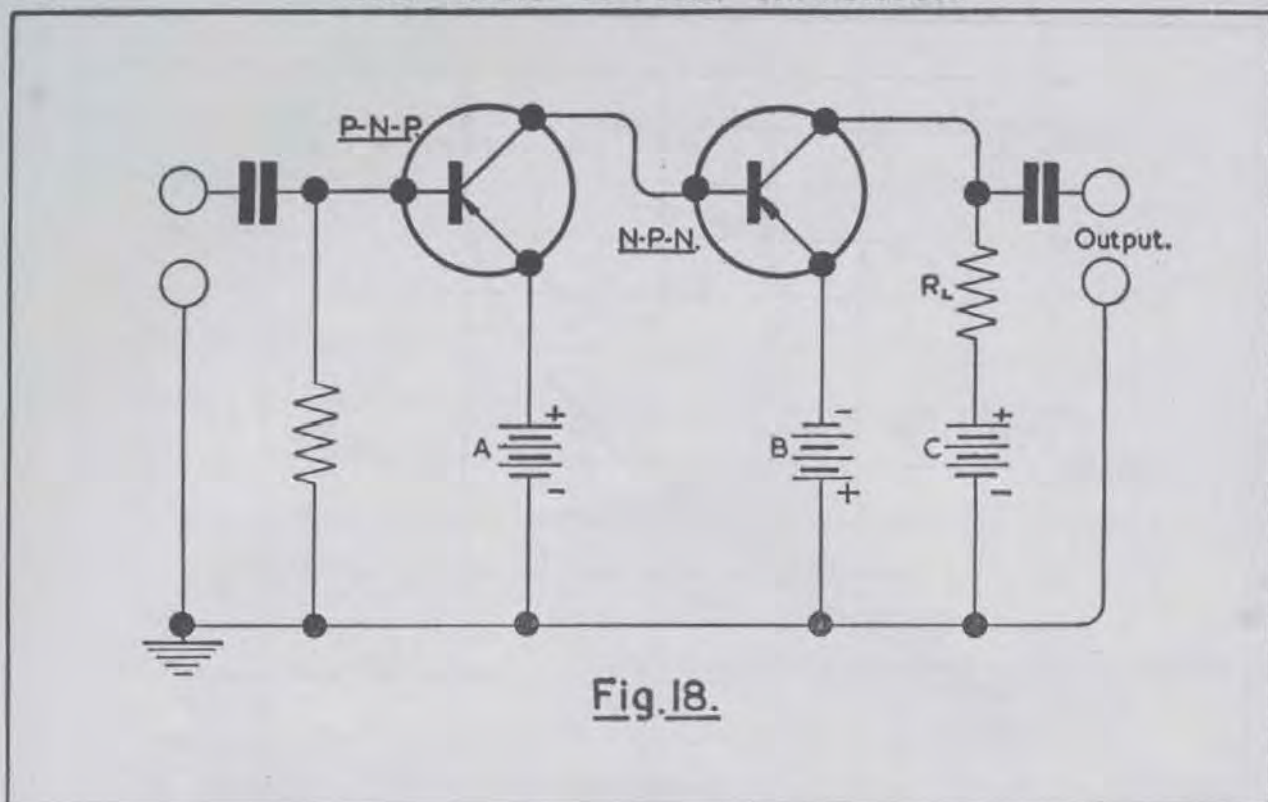 P-N-P.
N-P-N.
Output.
R_L
+
A
-
-
B
+
+
C
-
Fig.18.